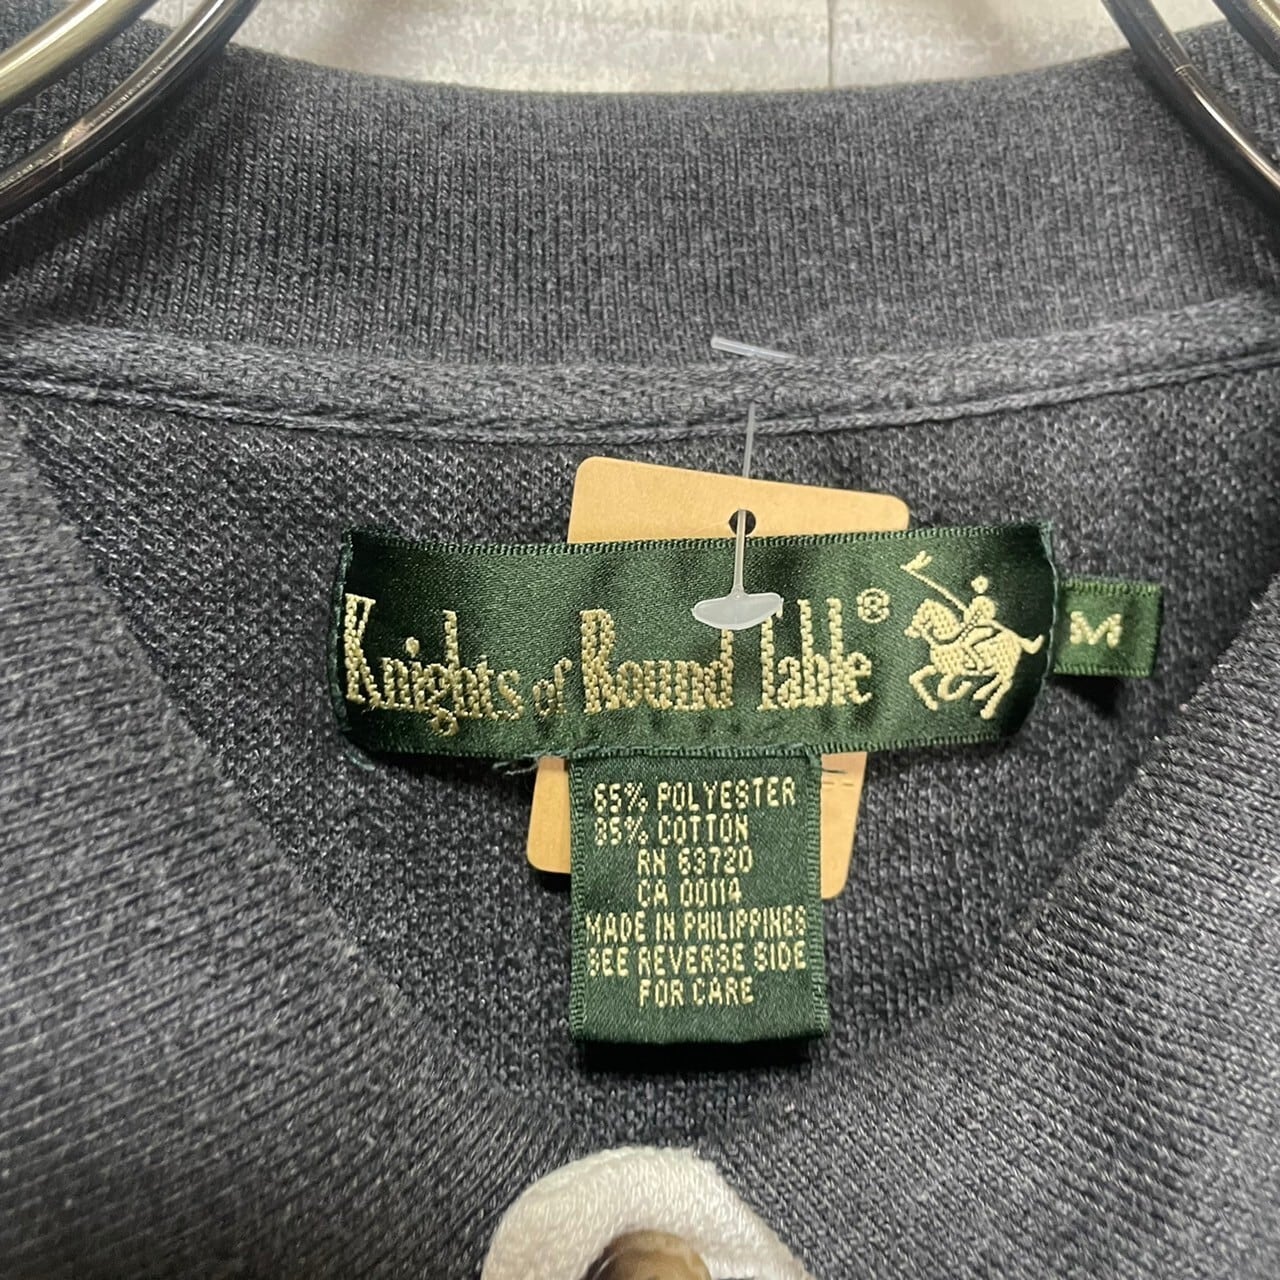 Knights of Round Table®
M
65% POLYESTER
35% COTTON
RN 63720
CA 00114
MADE IN PHILIPPINES
SEE REVERSE SIDE
FOR CARE